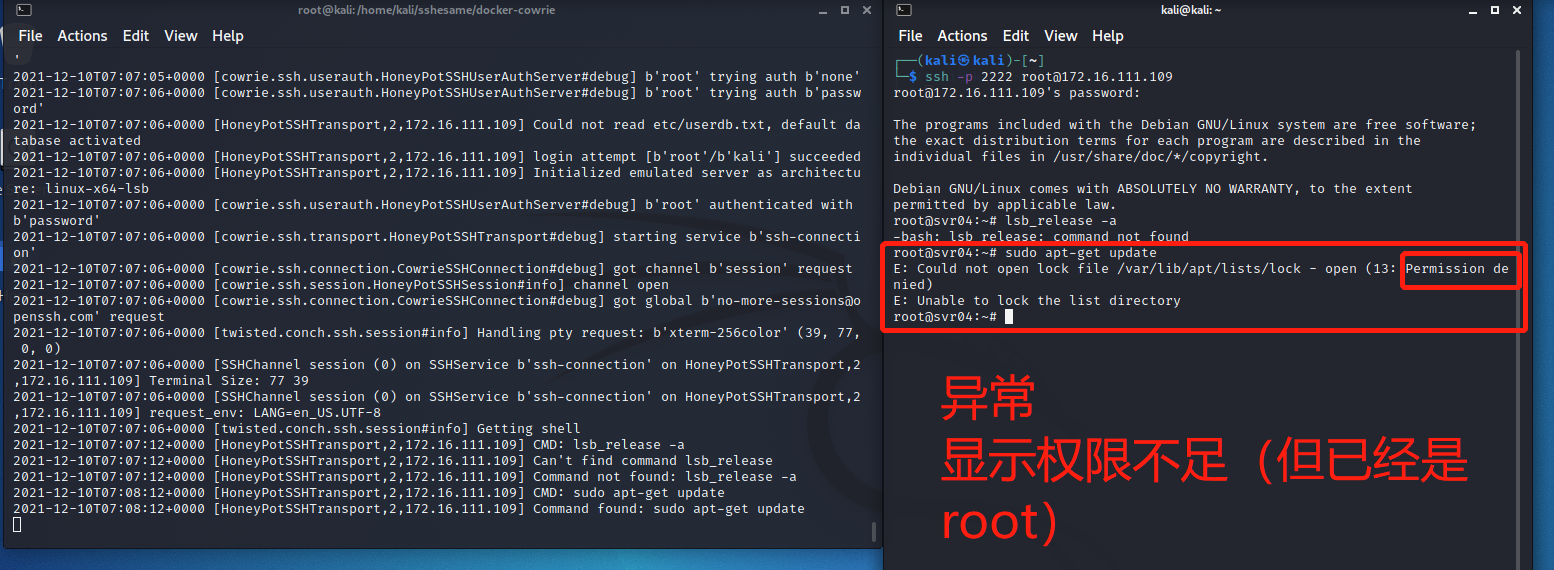 root@kali:/home/kali/sshesame/docker-cowrie
File Actions Edit View Help
'
2021-12-10T07:07:05+0000 [cowrie.ssh.userauth.HoneyPotSSHUserAuthServer#debug] b'root' trying auth b'none'
2021-12-10T07:07:06+0000 [cowrie.ssh.userauth.HoneyPotSSHUserAuthServer#debug] b'root' trying auth b'passw
ord'
2021-12-10T07:07:06+0000 [HoneyPotSSHTransport,2,172.16.111.109] Could not read etc/userdb.txt, default da
tabase activated
2021-12-10T07:07:06+0000 [HoneyPotSSHTransport,2,172.16.111.109] login attempt [b'root'/b'kali'] succeeded
2021-12-10T07:07:06+0000 [HoneyPotSSHTransport,2,172.16.111.109] Initialized emulated server as architectu
re: linux-x64-lsb
2021-12-10T07:07:06+0000 [cowrie.ssh.userauth.HoneyPotSSHUserAuthServer#debug] b'root' authenticated with
b'password'
2021-12-10T07:07:06+0000 [cowrie.ssh.transport.HoneyPotSSHTransport#debug] starting service b'ssh-connecti
on'
2021-12-10T07:07:06+0000 [cowrie.ssh.connection.CowrieSSHConnection#debug] got channel b'session' request
2021-12-10T07:07:06+0000 [cowrie.ssh.session.HoneyPotSSHSession#info] channel open
2021-12-10T07:07:06+0000 [cowrie.ssh.connection.CowrieSSHConnection#debug] got global b'no-more-sessions@o
penssh.com' request
2021-12-10T07:07:06+0000 [twisted.conch.ssh.session#info] Handling pty request: b'xterm-256color' (39, 77,
0, 0)
2021-12-10T07:07:06+0000 [SSHChannel session (0) on SSHService b'ssh-connection' on HoneyPotSSHTransport,2
,172.16.111.109] Terminal Size: 77 39
2021-12-10T07:07:06+0000 [SSHChannel session (0) on SSHService b'ssh-connection' on HoneyPotSSHTransport,2
,172.16.111.109] request_env: LANG=en_US.UTF-8
2021-12-10T07:07:06+0000 [twisted.conch.ssh.session#info] Getting shell
2021-12-10T07:07:12+0000 [HoneyPotSSHTransport,2,172.16.111.109] CMD: lsb_release -a
2021-12-10T07:07:12+0000 [HoneyPotSSHTransport,2,172.16.111.109] Can't find command lsb_release
2021-12-10T07:07:12+0000 [HoneyPotSSHTransport,2,172.16.111.109] Command not found: lsb_release -a
2021-12-10T07:08:12+0000 [HoneyPotSSHTransport,2,172.16.111.109] CMD: sudo apt-get update
2021-12-10T07:08:12+0000 [HoneyPotSSHTransport,2,172.16.111.109] Command found: sudo apt-get update
kali@kali: ~
File Actions Edit View Help
┌──(kali㉿kali)-[~]
└─$ ssh -p 2222 root@172.16.111.109
root@172.16.111.109's password:
The programs included with the Debian GNU/Linux system are free software;
the exact distribution terms for each program are described in the
individual files in /usr/share/doc/*/copyright.
Debian GNU/Linux comes with ABSOLUTELY NO WARRANTY, to the extent
permitted by applicable law.
root@svr04:~# lsb_release -a
-bash: lsb_release: command not found
root@svr04:~# sudo apt-get update
E: Could not open lock file /var/lib/apt/lists/lock - open (13: Permission de
nied)
E: Unable to lock the list directory
root@svr04:~#
异常
显示权限不足（但已经是
root）